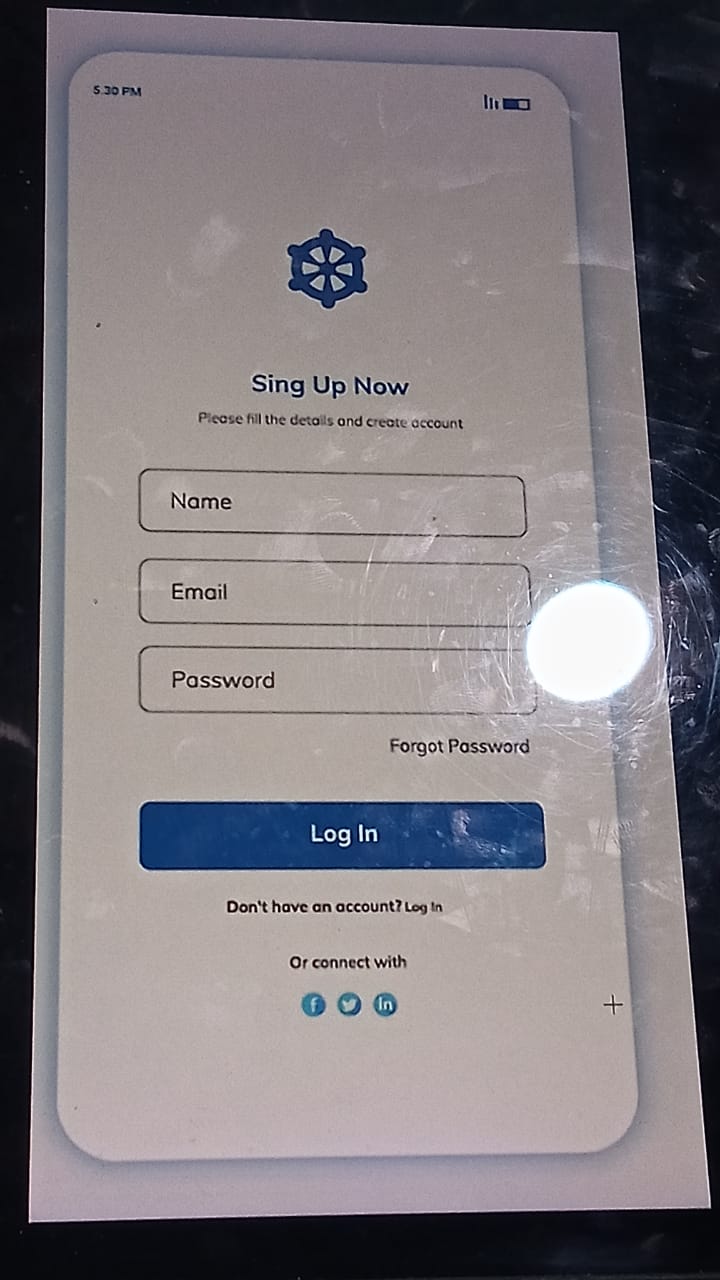 5.30 PM
Sing Up Now
Please fill the details and create account
Name
Email
Password
Forgot Password
Log In
Don't have an account? Log In
Or connect with
f in